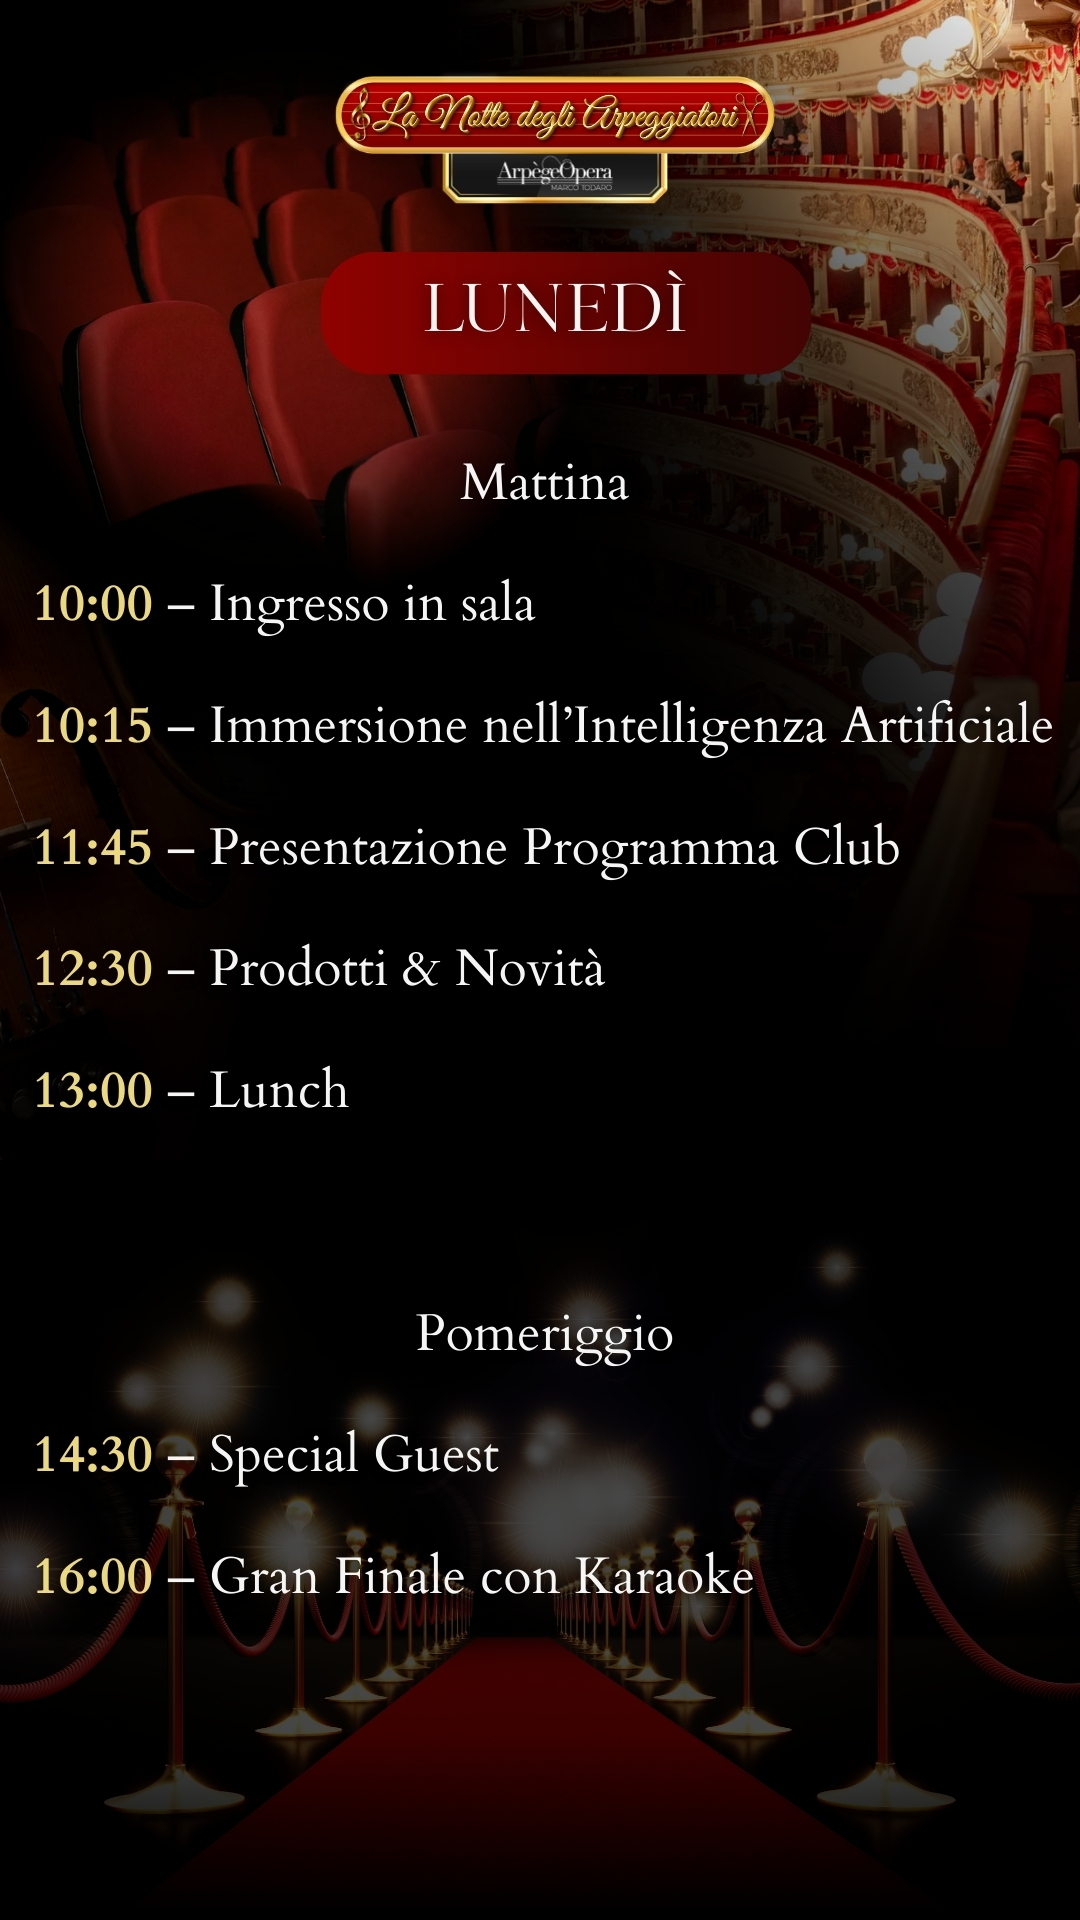 La Notte degli Arpeggiatori
ArpègeOpera
MARCO TODARO
LUNEDÌ
Mattina
10:00 – Ingresso in sala
10:15 – Immersione nell’Intelligenza Artificiale
11:45 – Presentazione Programma Club
12:30 – Prodotti & Novità
13:00 – Lunch
Pomeriggio
14:30 – Special Guest
16:00 – Gran Finale con Karaoke